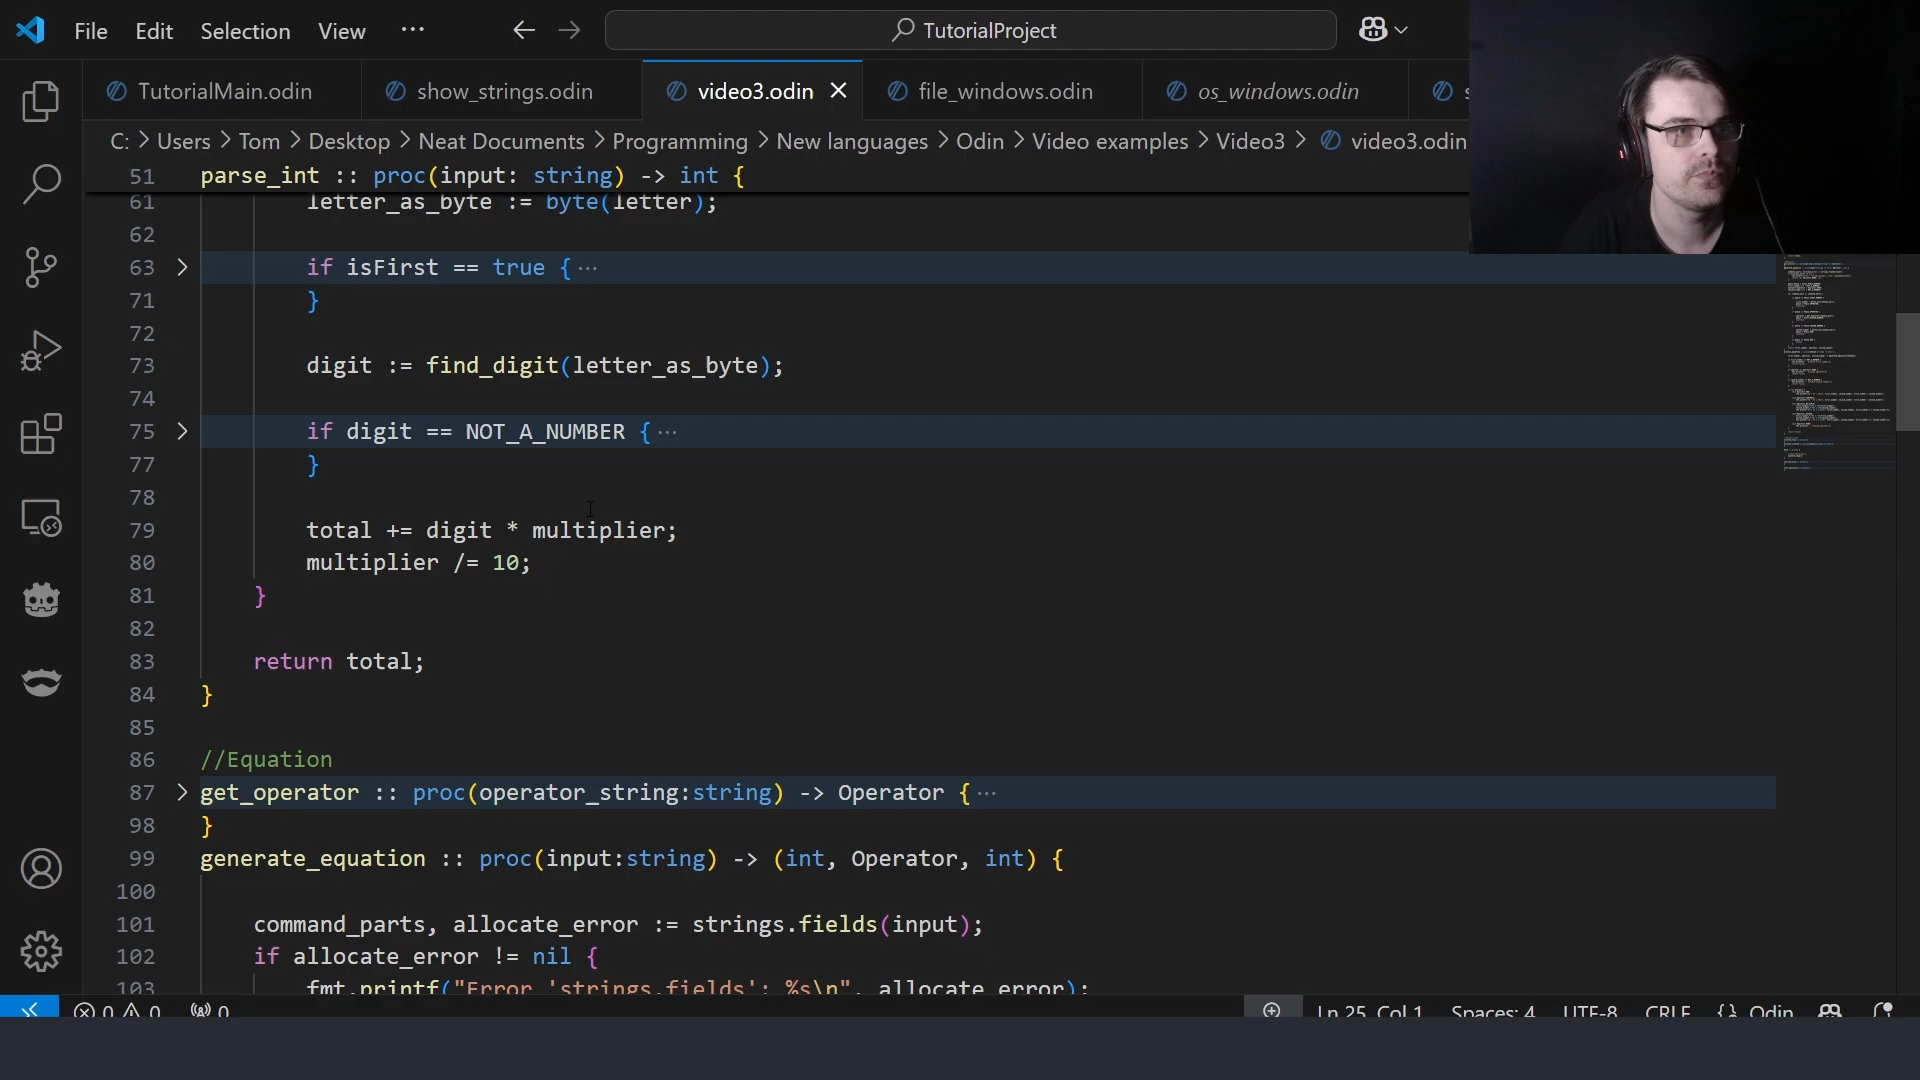 File Edit Selection View ... TutorialProject
TutorialMain.odin show_strings.odin video3.odin file_windows.odin os_windows.odin
C: > Users > Tom > Desktop > Neat Documents > Programming > New languages > Odin > Video examples > Video3 > video3.odin
51 parse_int :: proc(input: string) -> int {
61 letter_as_byte := byte(letter);
62
63 if isFirst == true { ...
71 }
72
73 digit := find_digit(letter_as_byte);
74
75 if digit == NOT_A_NUMBER { ...
77 }
78
79 total += digit * multiplier;
80 multiplier /= 10;
81 }
82
83 return total;
84 }
85
86 //Equation
87 get_operator :: proc(operator_string:string) -> Operator { ...
98 }
99 generate_equation :: proc(input:string) -> (int, Operator, int) {
100
101 command_parts, allocate_error := strings.fields(input);
102 if allocate_error != nil {
103 fmt.printf("Error 'strings.fields': %s\n", allocate_error);
0 0 0 Ln 25, Col 1 Spaces: 4 UTF-8 CRLF {} Odin